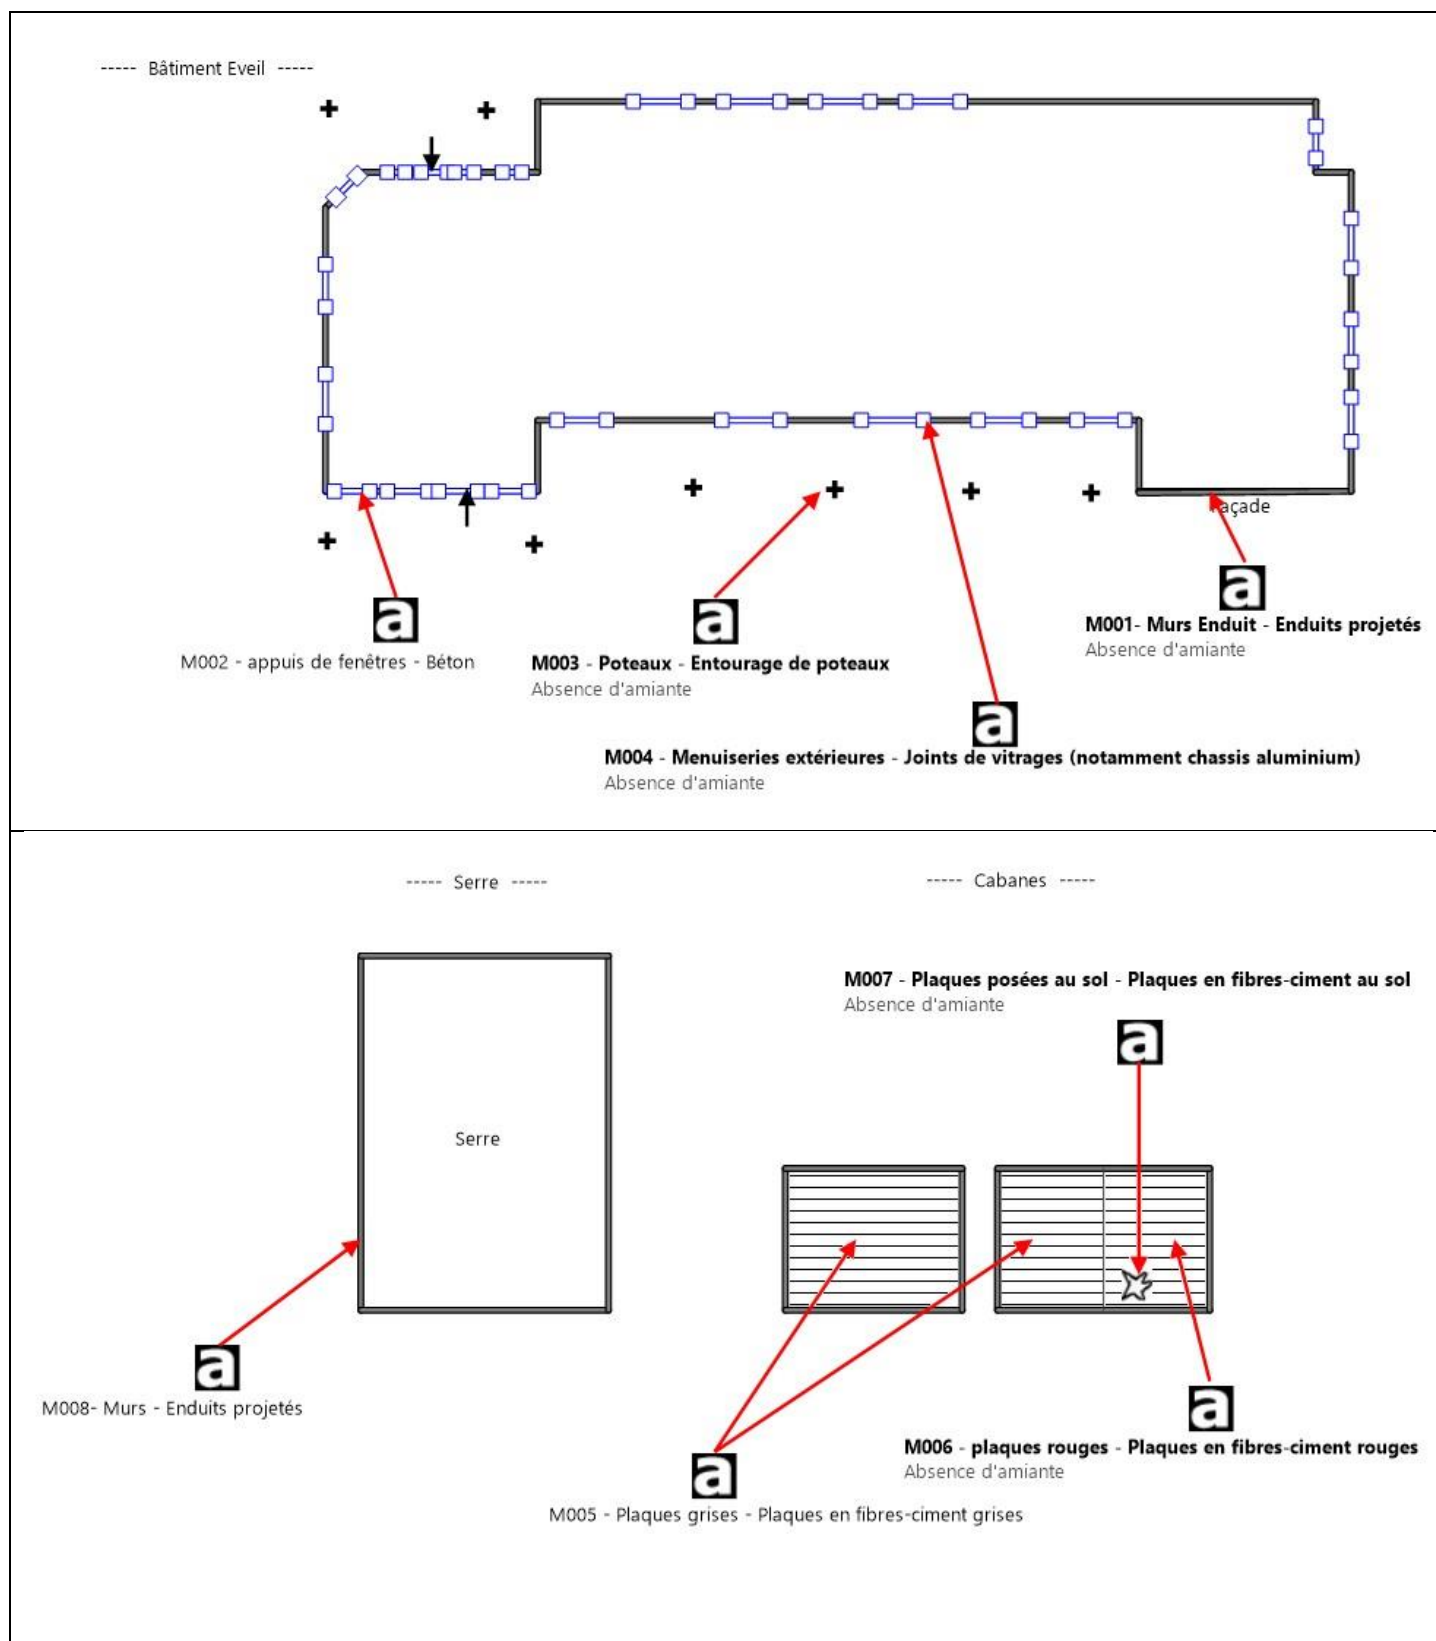 ----- Bâtiment Eveil -----
Façade
a
a
a
M001- Murs Enduit - Enduits projetés
Absence d'amiante
M002 - appuis de fenêtres - Béton
M003 - Poteaux - Entourage de poteaux
Absence d'amiante
a
M004 - Menuiseries extérieures - Joints de vitrages (notamment chassis aluminium)
Absence d'amiante
----- Serre -----
----- Cabanes -----
M007 - Plaques posées au sol - Plaques en fibres-ciment au sol
Absence d'amiante
a
Serre
a
M008- Murs - Enduits projetés
a
M006 - plaques rouges - Plaques en fibres-ciment rouges
Absence d'amiante
a
M005 - Plaques grises - Plaques en fibres-ciment grises